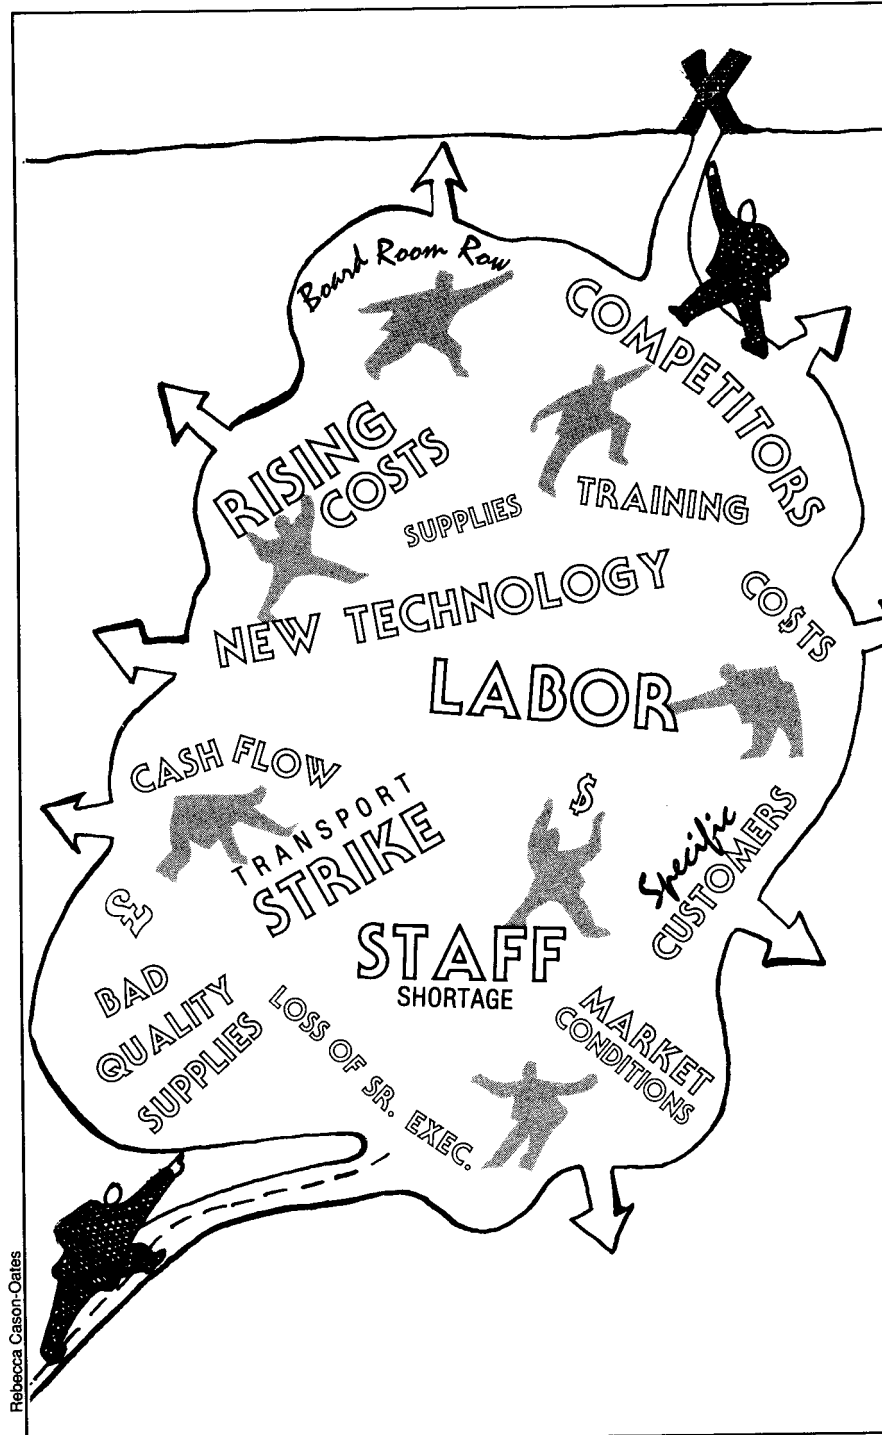 Board Room Row
COMPETITORS
RISING
COSTS
SUPPLIES
TRAINING
NEW TECHNOLOGY
CO$TS
LABOR
CASH FLOW
$
TRANSPORT
STRIKE
Specific
CUSTOMERS
£
STAFF
SHORTAGE
BAD
QUALITY
SUPPLIES
LOSS OF SR. EXEC.
MARKET
CONDITIONS
Rebecca Cason-Oates